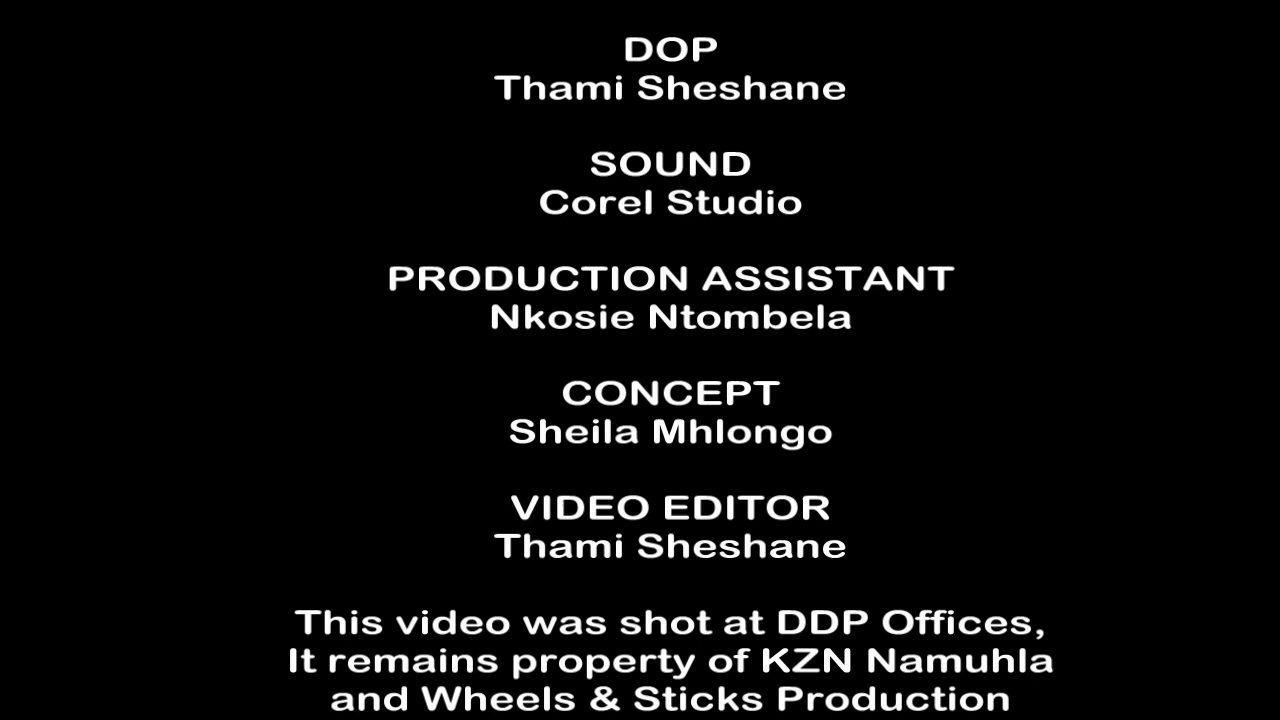 DOP
Thami Sheshane
SOUND
Corel Studio
PRODUCTION ASSISTANT
Nkosie Ntombela
CONCEPT
Sheila Mhlongo
VIDEO EDITOR
Thami Sheshane
This video was shot at DDP Offices,
It remains property of KZN Namuhla
and Wheels & Sticks Production